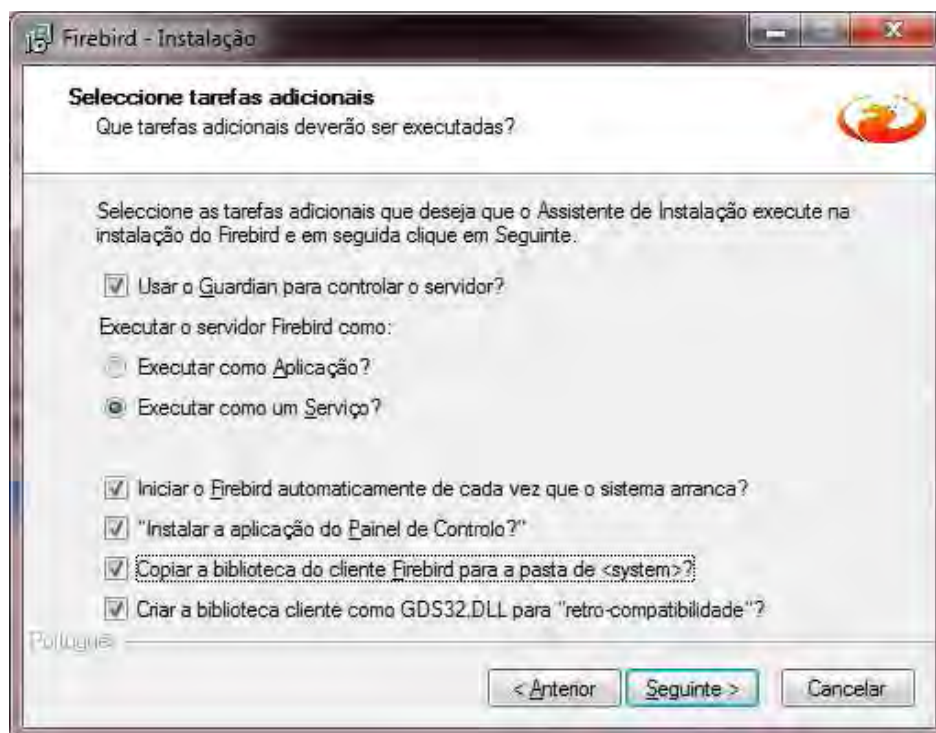 Firebird - Instalação
Seleccione tarefas adicionais
Que tarefas adicionais deverão ser executadas?
Seleccione as tarefas adicionais que deseja que o Assistente de Instalação execute na
instalação do Firebird e em seguida clique em Seguinte.
Usar o Guardian para controlar o servidor?
Executar o servidor Firebird como:
Executar como Aplicação?
Executar como um Serviço?
Iniciar o Firebird automaticamente de cada vez que o sistema arranca?
"Instalar a aplicação do Painel de Controlo?"
Copiar a biblioteca do cliente Firebird para a pasta de <system>?
Criar a biblioteca cliente como GDS32.DLL para "retro-compatibilidade"?
Português
< Anterior
Seguinte >
Cancelar